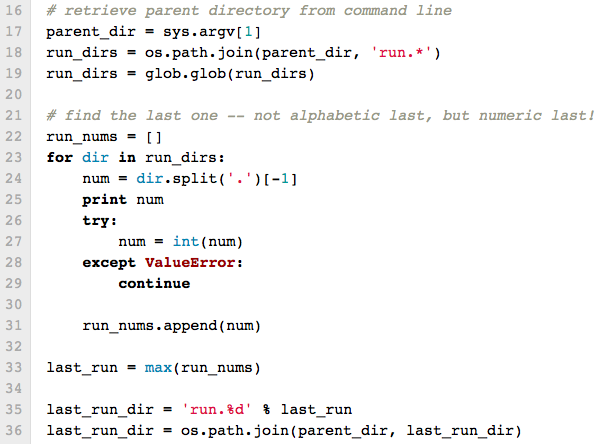 16 # retrieve parent directory from command line
17 parent_dir = sys.argv[1]
18 run_dirs = os.path.join(parent_dir, 'run.*')
19 run_dirs = glob.glob(run_dirs)
20
21 # find the last one -- not alphabetic last, but numeric last!
22 run_nums = []
23 for dir in run_dirs:
24     num = dir.split('.')[-1]
25     print num
26     try:
27         num = int(num)
28     except ValueError:
29         continue
30
31     run_nums.append(num)
32
33 last_run = max(run_nums)
34
35 last_run_dir = 'run.%d' % last_run
36 last_run_dir = os.path.join(parent_dir, last_run_dir)